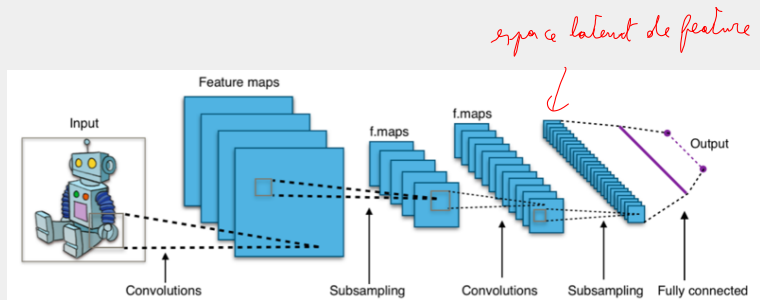 espace latent de feature
Feature maps
Input
f.maps
f.maps
Output
Convolutions
Subsampling
Convolutions
Subsampling
Fully connected